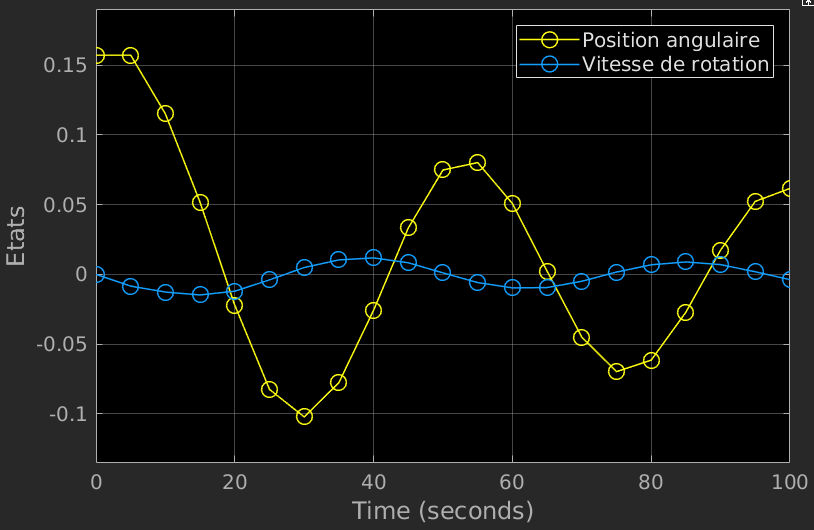 Position angulaire
Vitesse de rotation
0.15
0.1
0.05
0
-0.05
-0.1
Etats
0 20 40 60 80 100
Time (seconds)